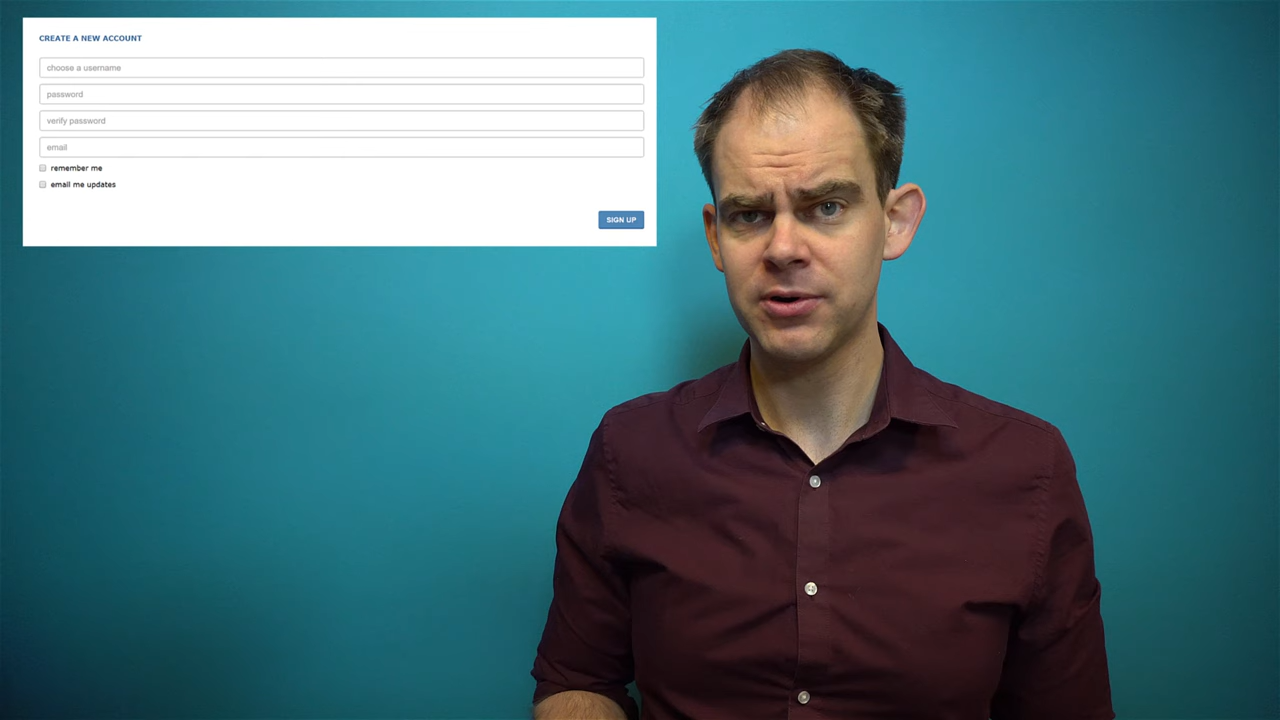 CREATE A NEW ACCOUNT
choose a username
password
verify password
email
remember me
email me updates
SIGN UP